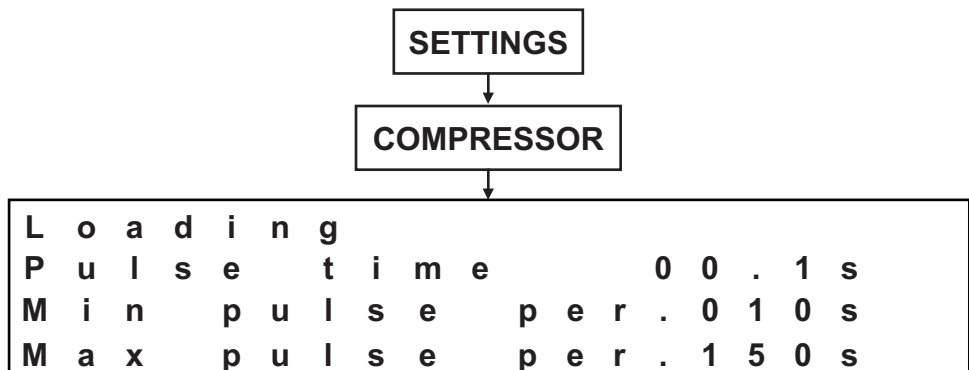 SETTINGS
COMPRESSOR
Loading
Pulse time 00.1s
Min pulse per.010s
Max pulse per.150s